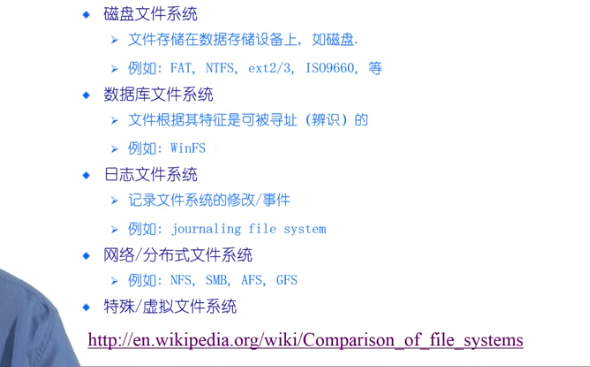 磁盘文件系统
文件存储在数据存储设备上, 如磁盘.
例如: FAT, NTFS, ext2/3, ISO9660, 等
数据库文件系统
文件根据其特征是可被寻址（辨识）的
例如: WinFS
日志文件系统
记录文件系统的修改/事件
例如: journaling file system
网络/分布式文件系统
例如: NFS, SMB, AFS, GFS
特殊/虚拟文件系统
http://en.wikipedia.org/wiki/Comparison_of_file_systems